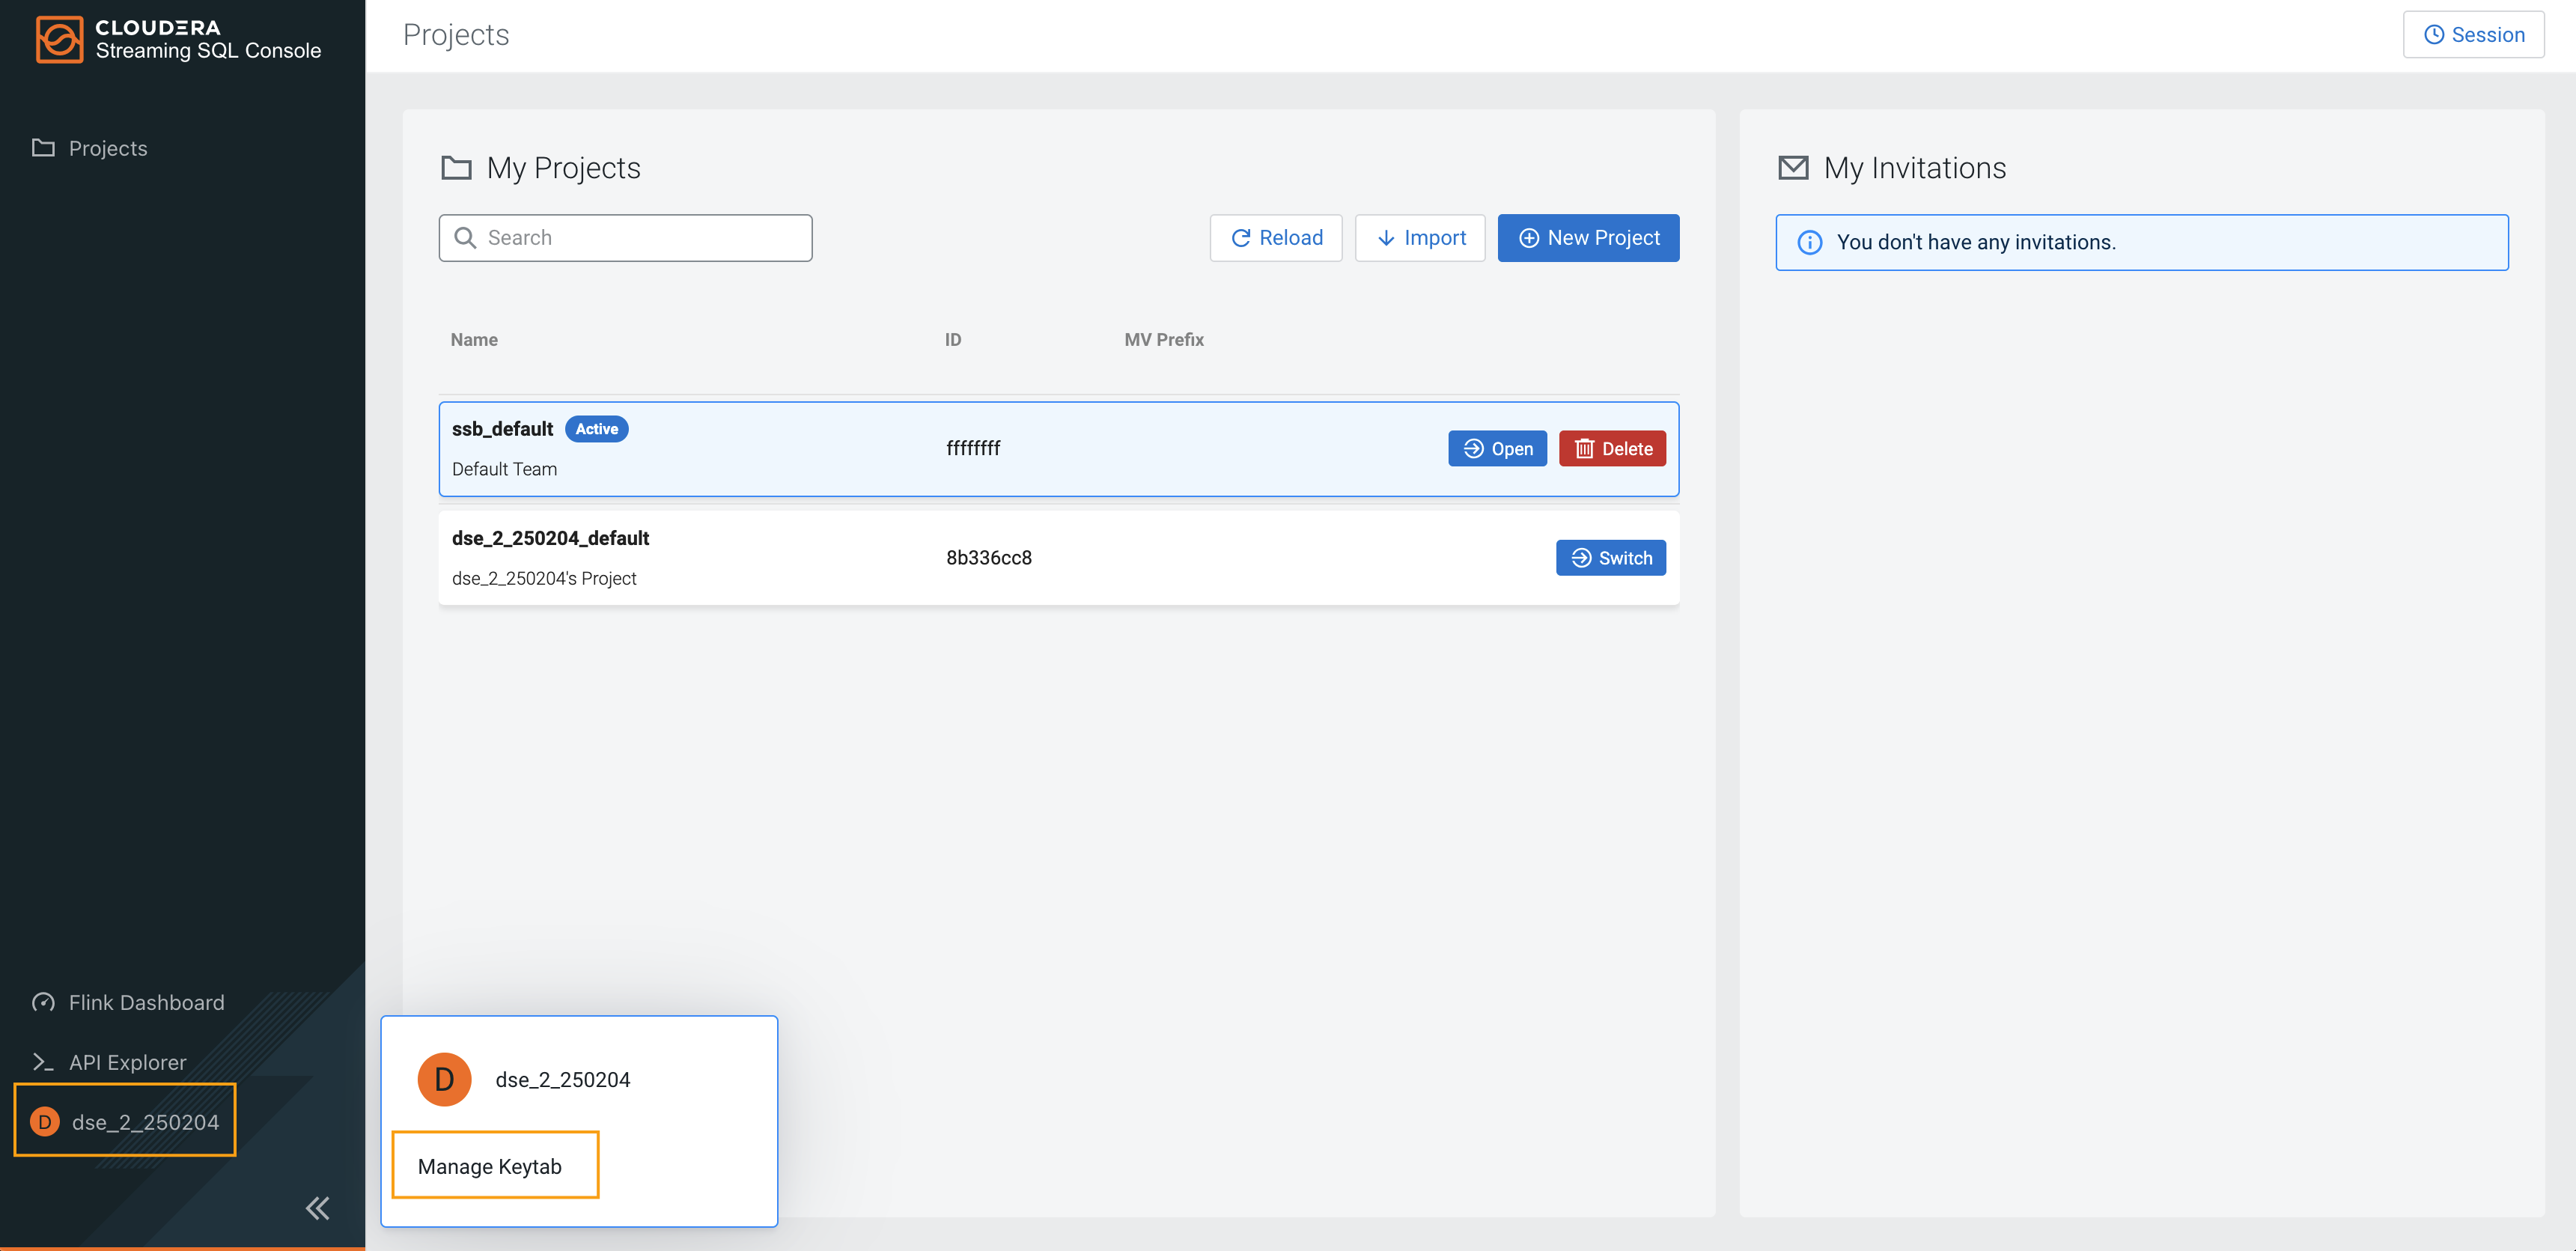 CLOUDERA
Streaming SQL Console
Projects
Flink Dashboard
API Explorer
D dse_2_250204
Projects
Session
My Projects
Search
Reload
Import
New Project
Name ID MV Prefix
ssb_default Active
Default Team
ffffffff
Open
Delete
dse_2_250204_default
dse_2_250204's Project
8b336cc8
Switch
My Invitations
You don't have any invitations.
D dse_2_250204
Manage Keytab